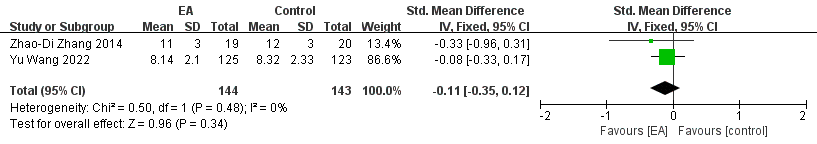 EA Control Std. Mean Difference Std. Mean Difference
Study or Subgroup Mean SD Total Mean SD Total Weight IV, Fixed, 95% CI IV, Fixed, 95% CI
Zhao-Di Zhang 2014 11 3 19 12 3 20 13.4% -0.33 (-0.96, 0.31)
Yu Wang 2022 8.14 2.1 125 8.32 2.33 123 86.6% -0.08 (-0.33, 0.17)
Total (95% CI) 144 143 100.0% -0.11 (-0.35, 0.12)
Heterogeneity: Chi² = 0.50, df = 1 (P = 0.48); I² = 0%
Test for overall effect: Z = 0.96 (P = 0.34)
-2 -1 0 1 2
Favours [EA] Favours [control]